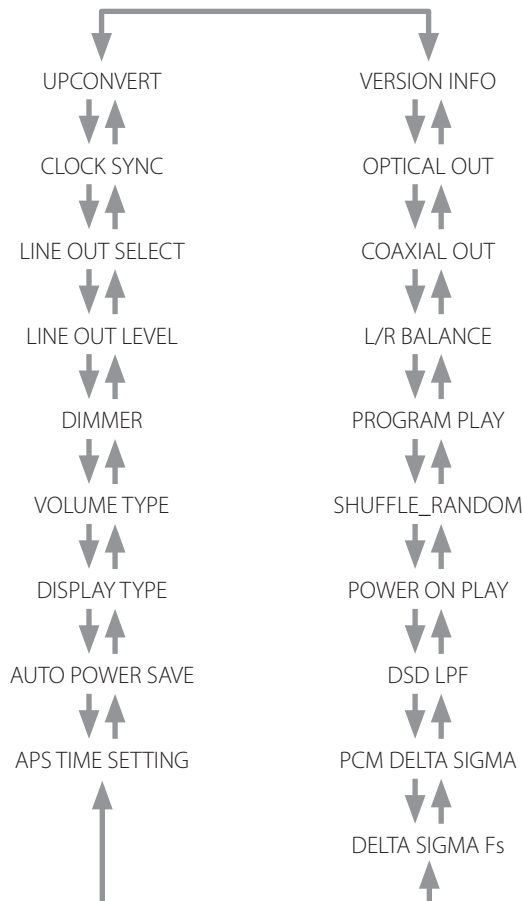 UPCONVERT
CLOCK SYNC
LINE OUT SELECT
LINE OUT LEVEL
DIMMER
VOLUME TYPE
DISPLAY TYPE
AUTO POWER SAVE
APS TIME SETTING
VERSION INFO
OPTICAL OUT
COAXIAL OUT
L/R BALANCE
PROGRAM PLAY
SHUFFLE_RANDOM
POWER ON PLAY
DSD LPF
PCM DELTA SIGMA
DELTA SIGMA Fs